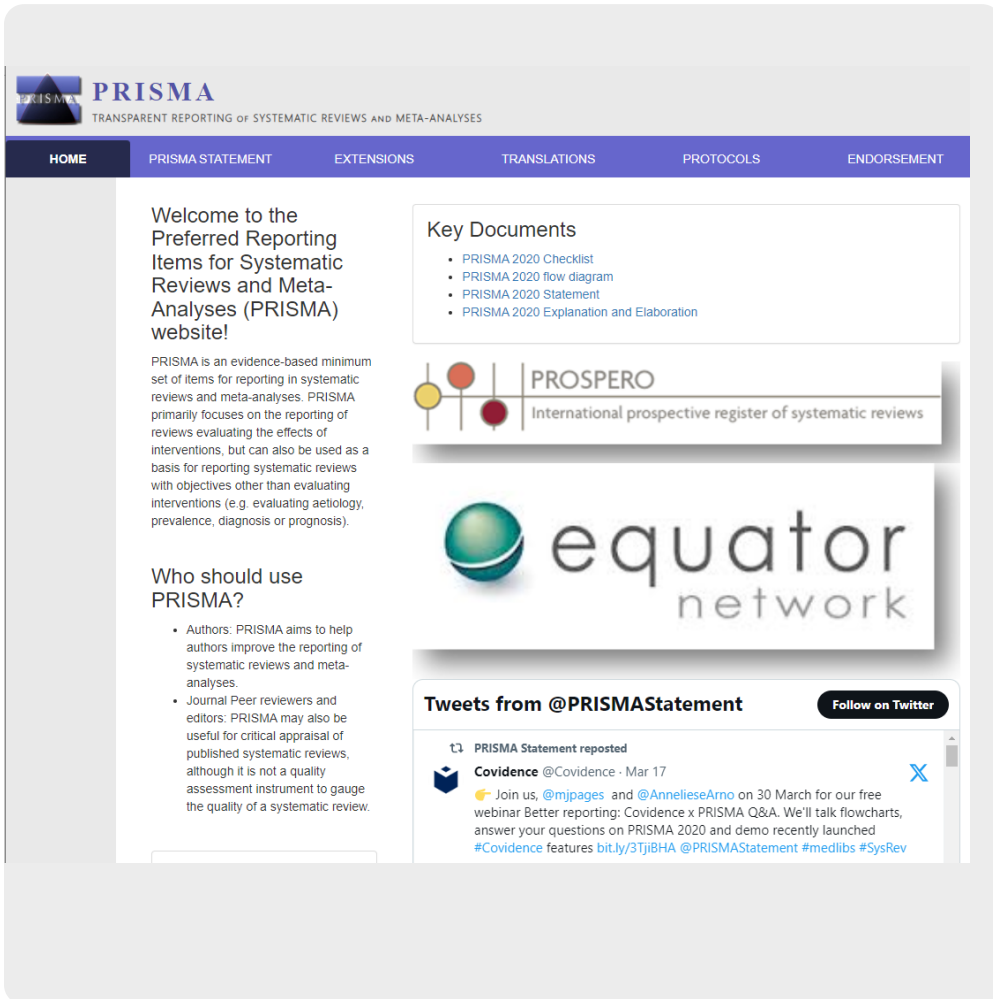 PRISMA
PRISMA
TRANSPARENT REPORTING OF SYSTEMATIC REVIEWS AND META-ANALYSES
HOME
PRISMA STATEMENT
EXTENSIONS
TRANSLATIONS
PROTOCOLS
ENDORSEMENT
Welcome to the
Preferred Reporting
Items for Systematic
Reviews and Meta-
Analyses (PRISMA)
website!
PRISMA is an evidence-based minimum
set of items for reporting in systematic
reviews and meta-analyses. PRISMA
primarily focuses on the reporting of
reviews evaluating the effects of
interventions, but can also be used as a
basis for reporting systematic reviews
with objectives other than evaluating
interventions (e.g. evaluating aetiology,
prevalence, diagnosis or prognosis).
Who should use
PRISMA?
• Authors: PRISMA aims to help
authors improve the reporting of
systematic reviews and meta-
analyses.
• Journal Peer reviewers and
editors: PRISMA may also be
useful for critical appraisal of
published systematic reviews,
although it is not a quality
assessment instrument to gauge
the quality of a systematic review.
Key Documents
• PRISMA 2020 Checklist
• PRISMA 2020 flow diagram
• PRISMA 2020 Statement
• PRISMA 2020 Explanation and Elaboration
PROSPERO
International prospective register of systematic reviews
equator
network
Tweets from @PRISMAStatement
Follow on Twitter
PRISMA Statement reposted
Covidence @Covidence · Mar 17
👉 Join us, @mjpages and @AnnelieseArno on 30 March for our free
webinar Better reporting: Covidence x PRISMA Q&A. We'll talk flowcharts,
answer your questions on PRISMA 2020 and demo recently launched
#Covidence features bit.ly/3TjiBHA @PRISMAStatement #medlibs #SysRev